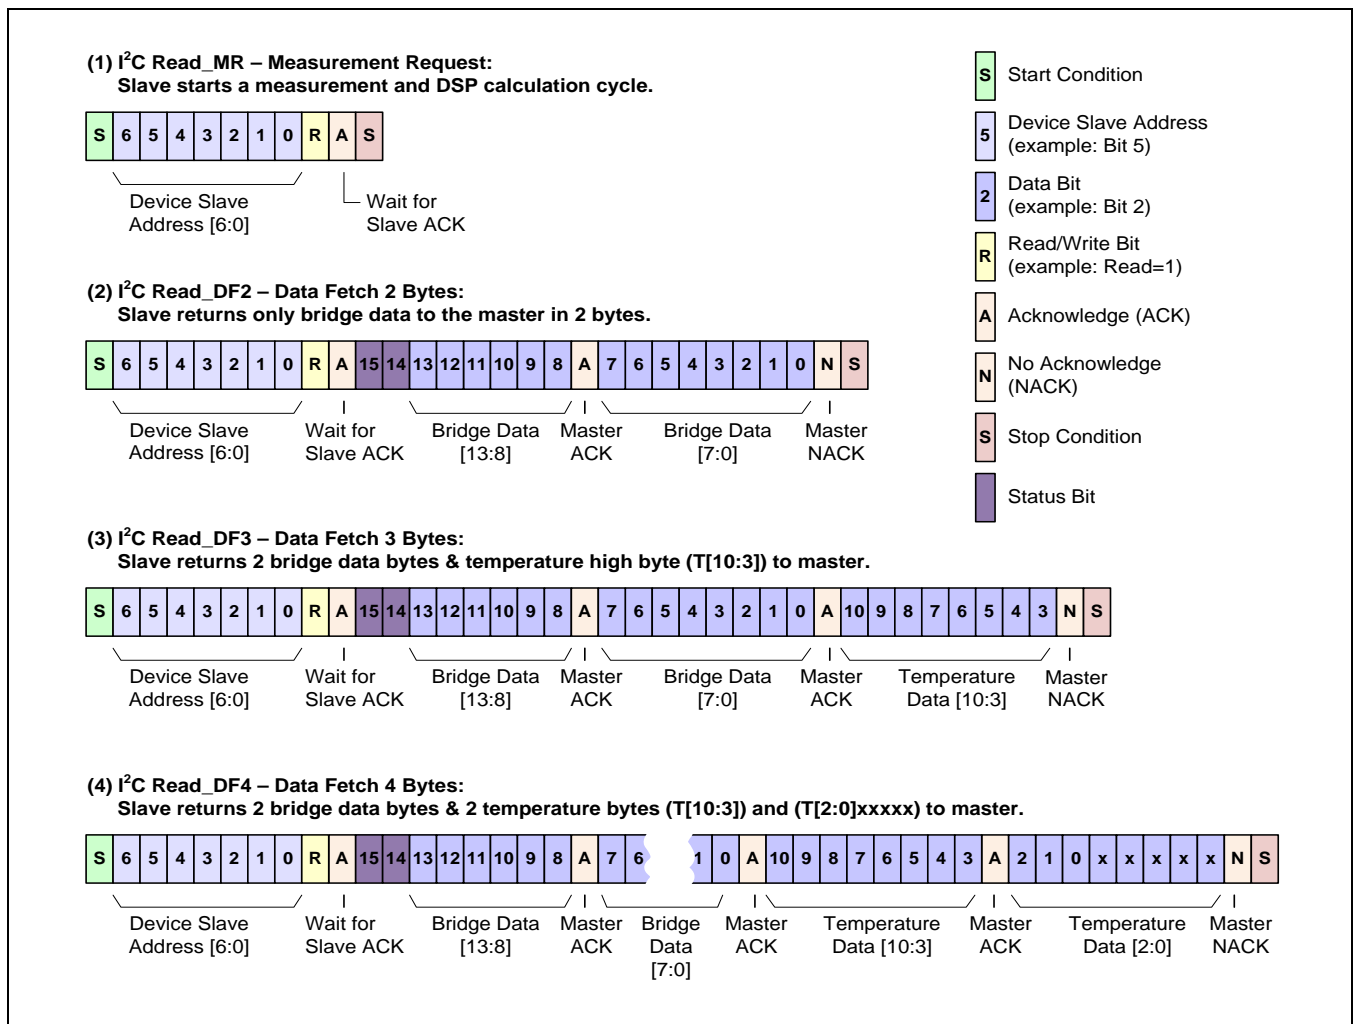 (1) I²C Read_MR – Measurement Request:
Slave starts a measurement and DSP calculation cycle.
S 6 5 4 3 2 1 0 R A S
Device Slave
Address [6:0]
Wait for
Slave ACK
(2) I²C Read_DF2 – Data Fetch 2 Bytes:
Slave returns only bridge data to the master in 2 bytes.
S 6 5 4 3 2 1 0 R A 15 14 13 12 11 10 9 8 A 7 6 5 4 3 2 1 0 N S
Device Slave
Address [6:0]
Wait for
Slave ACK
Bridge Data
[13:8]
Master
ACK
Bridge Data
[7:0]
Master
NACK
(3) I²C Read_DF3 – Data Fetch 3 Bytes:
Slave returns 2 bridge data bytes & temperature high byte (T[10:3]) to master.
S 6 5 4 3 2 1 0 R A 15 14 13 12 11 10 9 8 A 7 6 5 4 3 2 1 0 A 10 9 8 7 6 5 4 3 N S
Device Slave
Address [6:0]
Wait for
Slave ACK
Bridge Data
[13:8]
Master
ACK
Bridge Data
[7:0]
Master
ACK
Temperature
Data [10:3]
Master
NACK
(4) I²C Read_DF4 – Data Fetch 4 Bytes:
Slave returns 2 bridge data bytes & 2 temperature bytes (T[10:3]) and (T[2:0]xxxxx) to master.
S 6 5 4 3 2 1 0 R A 15 14 13 12 11 10 9 8 A 7 6 1 0 A 10 9 8 7 6 5 4 3 A 2 1 0 x x x x x N S
Device Slave
Address [6:0]
Wait for
Slave ACK
Bridge Data
[13:8]
Master
ACK
Bridge
Data
[7:0]
Master
ACK
Temperature
Data [10:3]
Master
ACK
Temperature
Data [2:0]
Master
NACK
S Start Condition
5 Device Slave Address
(example: Bit 5)
2 Data Bit
(example: Bit 2)
R Read/Write Bit
(example: Read=1)
A Acknowledge (ACK)
N No Acknowledge
(NACK)
S Stop Condition
Status Bit